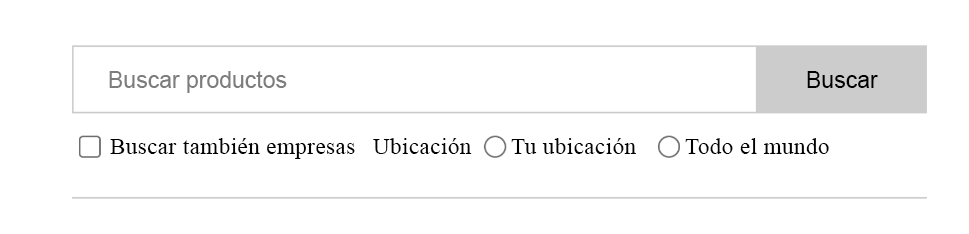 Buscar productos Buscar
Buscar también empresas Ubicación Tu ubicación Todo el mundo